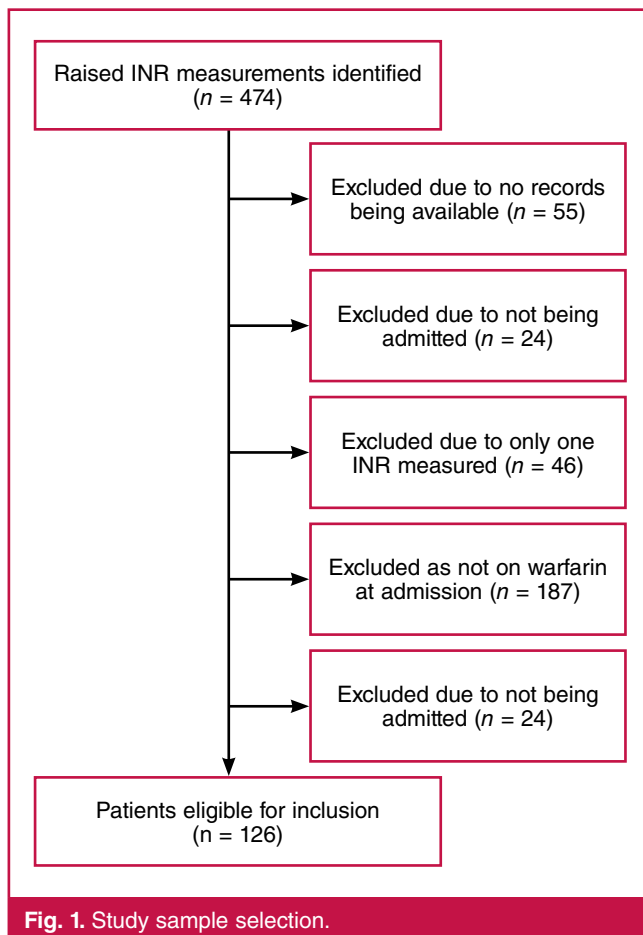 Raised INR measurements identified
(n = 474)
Excluded due to no records
being available (n = 55)
Excluded due to not being
admitted (n = 24)
Excluded due to only one
INR measured (n = 46)
Excluded as not on warfarin
at admission (n = 187)
Excluded due to not being
admitted (n = 24)
Patients eligible for inclusion
(n = 126)
Fig. 1. Study sample selection.